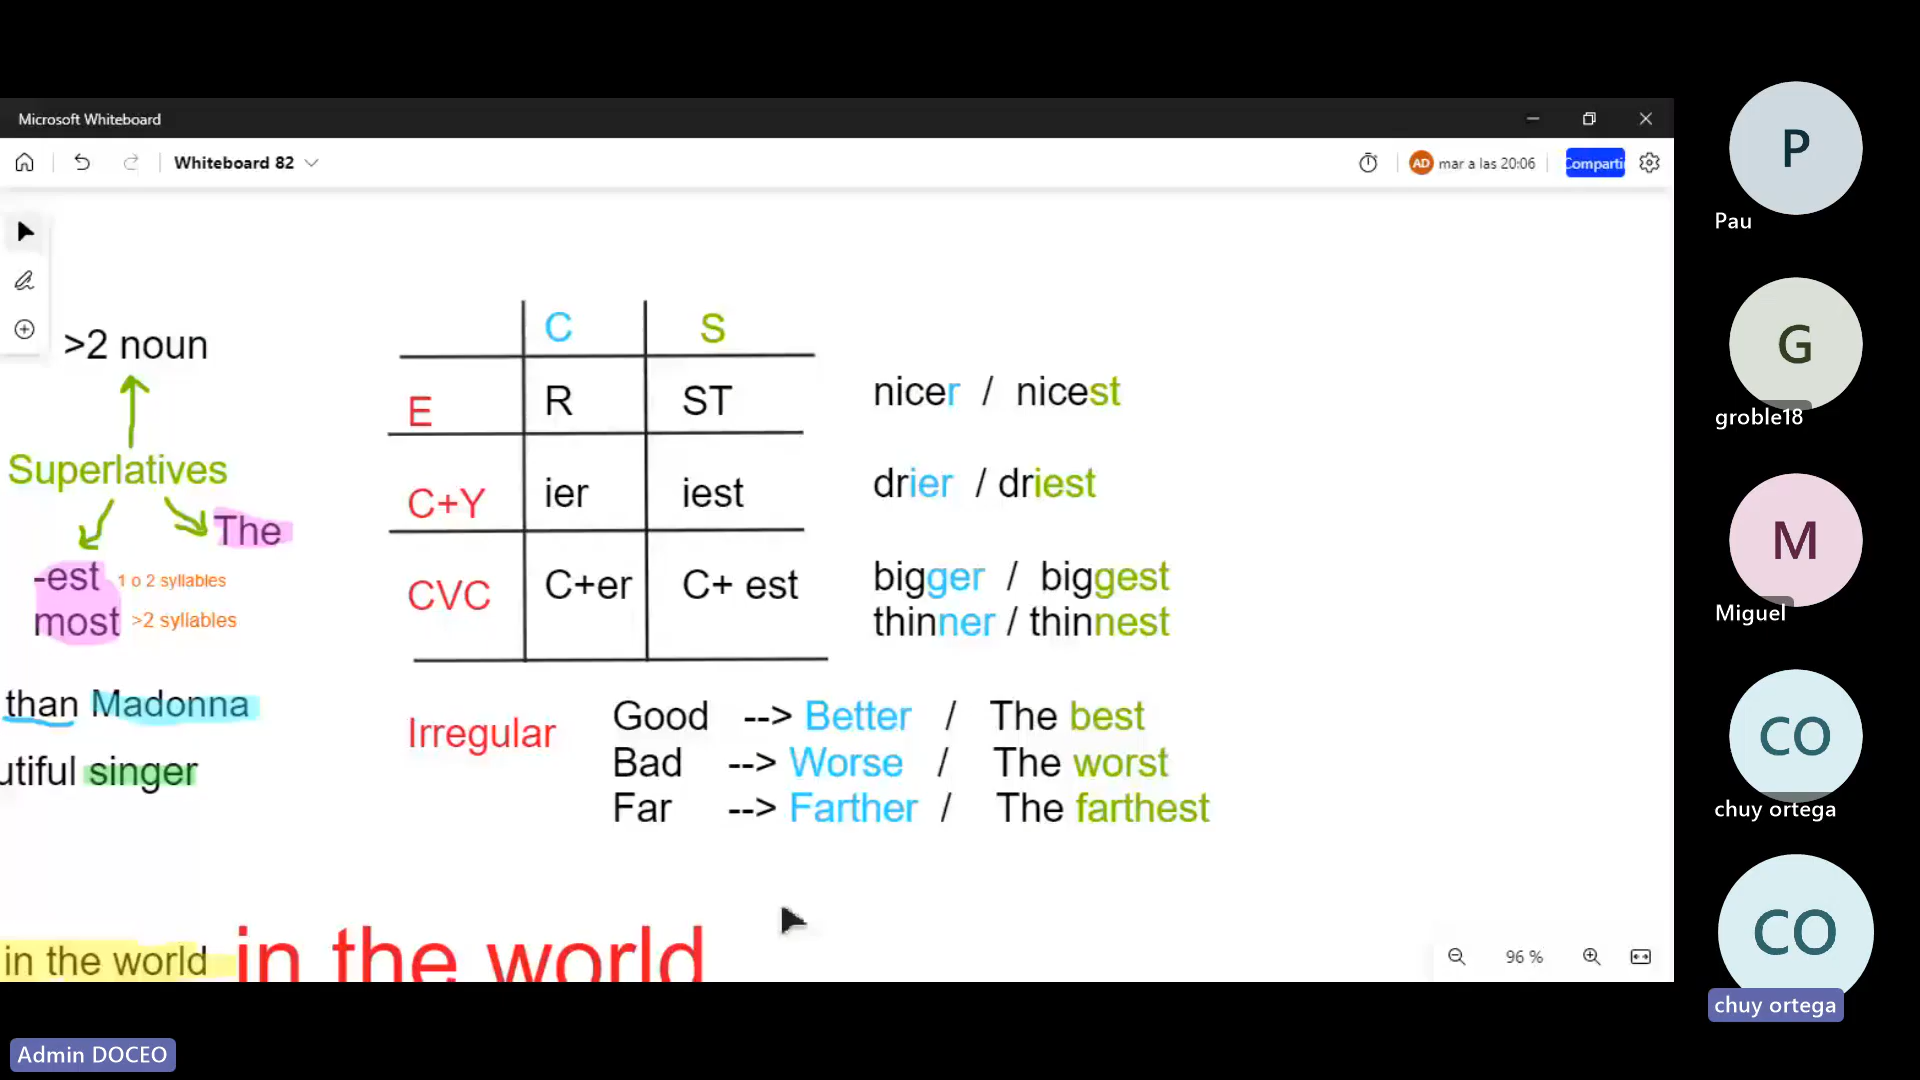 Microsoft Whiteboard
Whiteboard 82
AD mar a las 20:06
Comparti
>2 noun
Superlatives
The
-est 1 o 2 syllables
most >2 syllables
than Madonna
utiful singer
in the world
C S
E R ST nicer / nicest
C+Y ier iest drier / driest
CVC C+er C+ est bigger / biggest
thinner / thinnest
Irregular
Good --> Better / The best
Bad --> Worse / The worst
Far --> Farther / The farthest
in the world
96 %
P
Pau
G
groble18
M
Miguel
CO
chuy ortega
CO
chuy ortega
Admin DOCEO